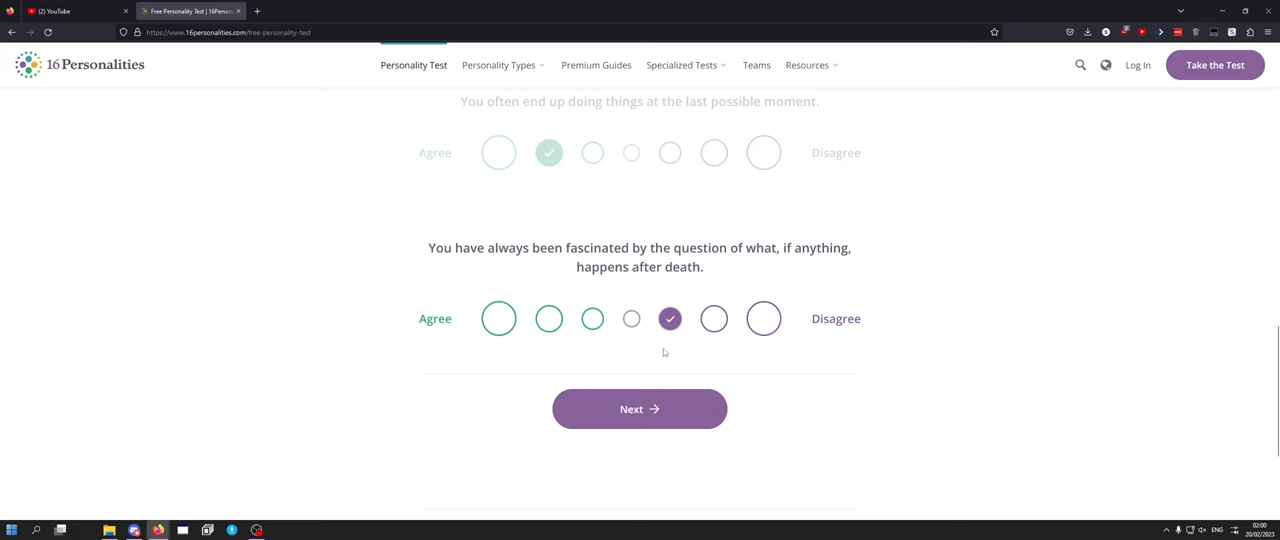 (2) YouTube
Free Personality Test | 16Person
https://www.16personalities.com/free-personality-test
2
16Personalities
Personality Test
Personality Types
Premium Guides
Specialized Tests
Teams
Resources
Log In
Take the Test
You often end up doing things at the last possible moment.
Agree
Disagree
You have always been fascinated by the question of what, if anything,
happens after death.
Agree
Disagree
Next
ENG
02:00
20/02/2023